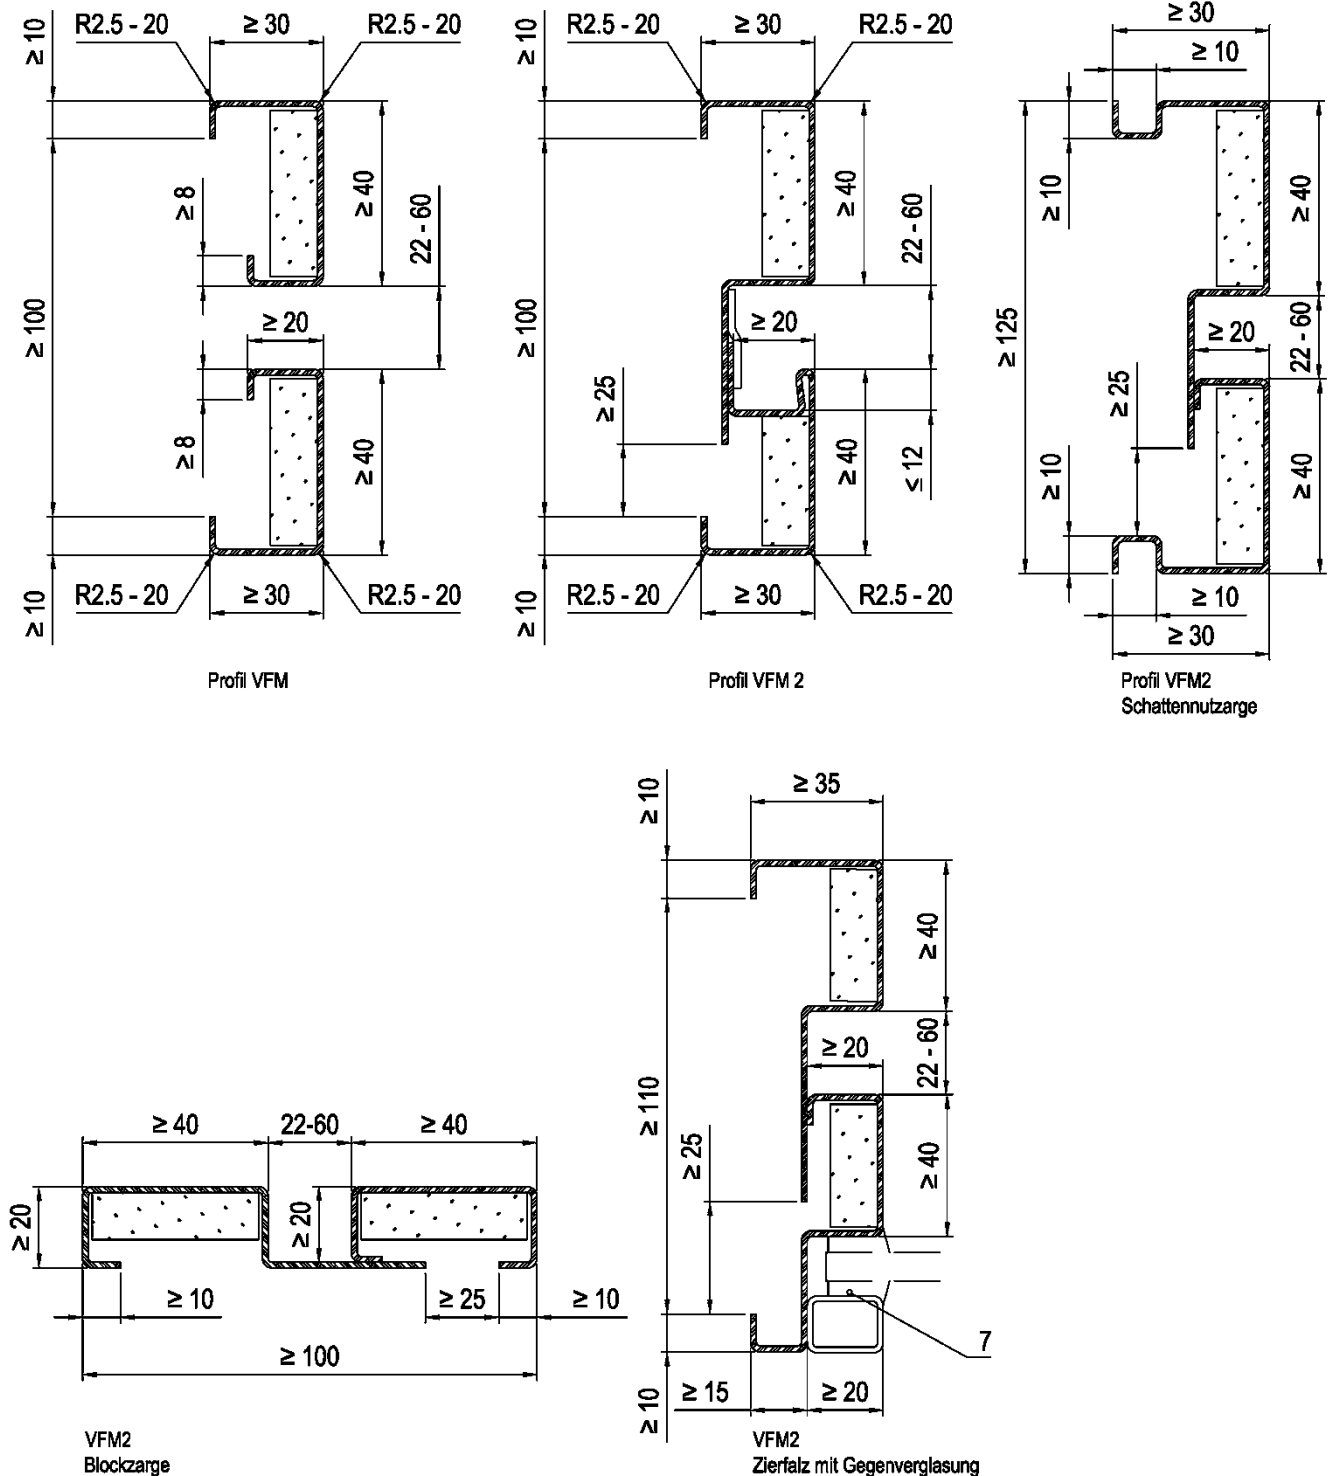 ≥ 10
R2.5 - 20
≥ 30
R2.5 - 20
≥ 8
≥ 40
22 - 60
≥ 100
≥ 20
≥ 8
≥ 40
≥ 10
R2.5 - 20
≥ 30
R2.5 - 20
Profil VFM
≥ 10
R2.5 - 20
≥ 30
R2.5 - 20
≥ 40
22 - 60
≥ 100
≥ 20
≥ 25
≥ 40
≤ 12
≥ 10
R2.5 - 20
≥ 30
R2.5 - 20
Profil VFM 2
≥ 30
≥ 10
≥ 10
≥ 40
≥ 125
≥ 20
22 - 60
≥ 25
≥ 10
≥ 40
≥ 10
≥ 30
Profil VFM2
Schattennutzarge
≥ 40
22-60
≥ 40
≥ 20
≥ 20
≥ 10
≥ 25
≥ 10
≥ 100
VFM2
Blockzarge
≥ 10
≥ 35
≥ 40
≥ 20
22 - 60
≥ 110
≥ 25
≥ 40
7
≥ 10
≥ 15
≥ 20
VFM2
Zierfalz mit Gegenverglasung